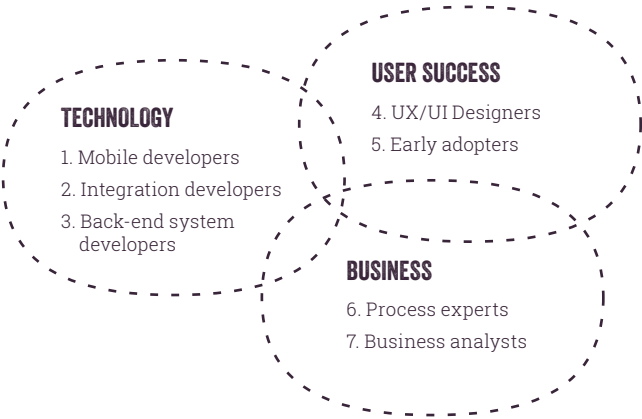 TECHNOLOGY
1. Mobile developers
2. Integration developers
3. Back-end system
developers
USER SUCCESS
4. UX/UI Designers
5. Early adopters
BUSINESS
6. Process experts
7. Business analysts